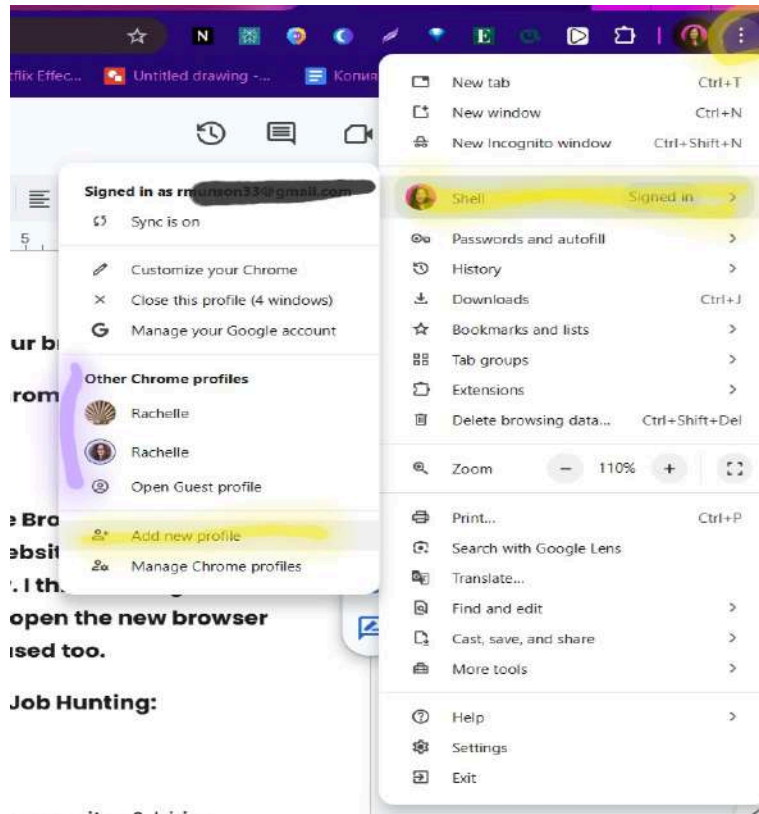 N
E
tflix Effec... Untitled drawing -... Копия
Signed in as
Sync is on
Customize your Chrome
Close this profile (4 windows)
G Manage your Google account
Other Chrome profiles
Rachelle
Rachelle
Open Guest profile
Add new profile
Manage Chrome profiles
New tab Ctrl+T
New window Ctrl+N
New Incognito window Ctrl+Shift+N
Shell Signed in
Passwords and autofill
History
Downloads Ctrl+J
Bookmarks and lists
Tab groups
Extensions
Delete browsing data... Ctrl+Shift+Del
Zoom − 110% +
Print... Ctrl+P
Search with Google Lens
Translate...
Find and edit
Cast, save, and share
More tools
Help
Settings
Exit
5
ur b
rom
e Bro
ebsit
. I th
open the new browser
used too.
Job Hunting: